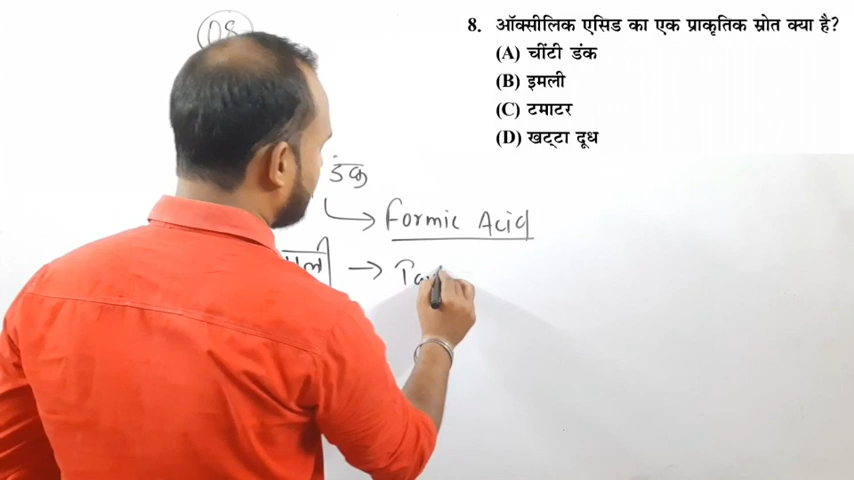 08
8. ऑक्सीलिक एसिड का एक प्राकृतिक स्रोत क्या है?
(A) चींटी डंक
(B) इमली
(C) टमाटर
(D) खट्टा दूध
डंक
Formic Acid